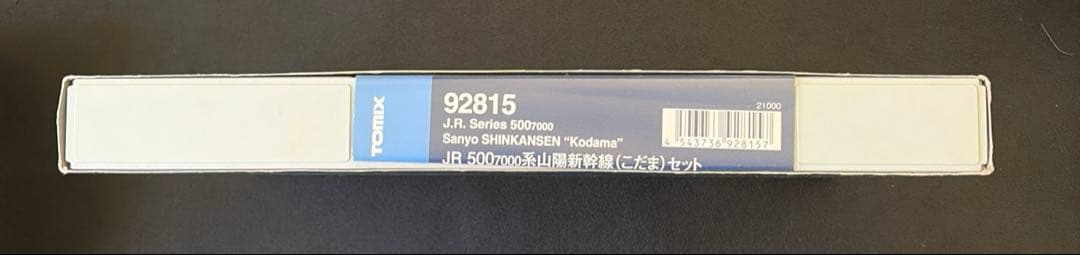 TOMIX
92815
21000
J.R. Series 5007000
Sanyo SHINKANSEN "Kodama"
4 543736 928157
JR 5007000系山陽新幹線(こだま)セット